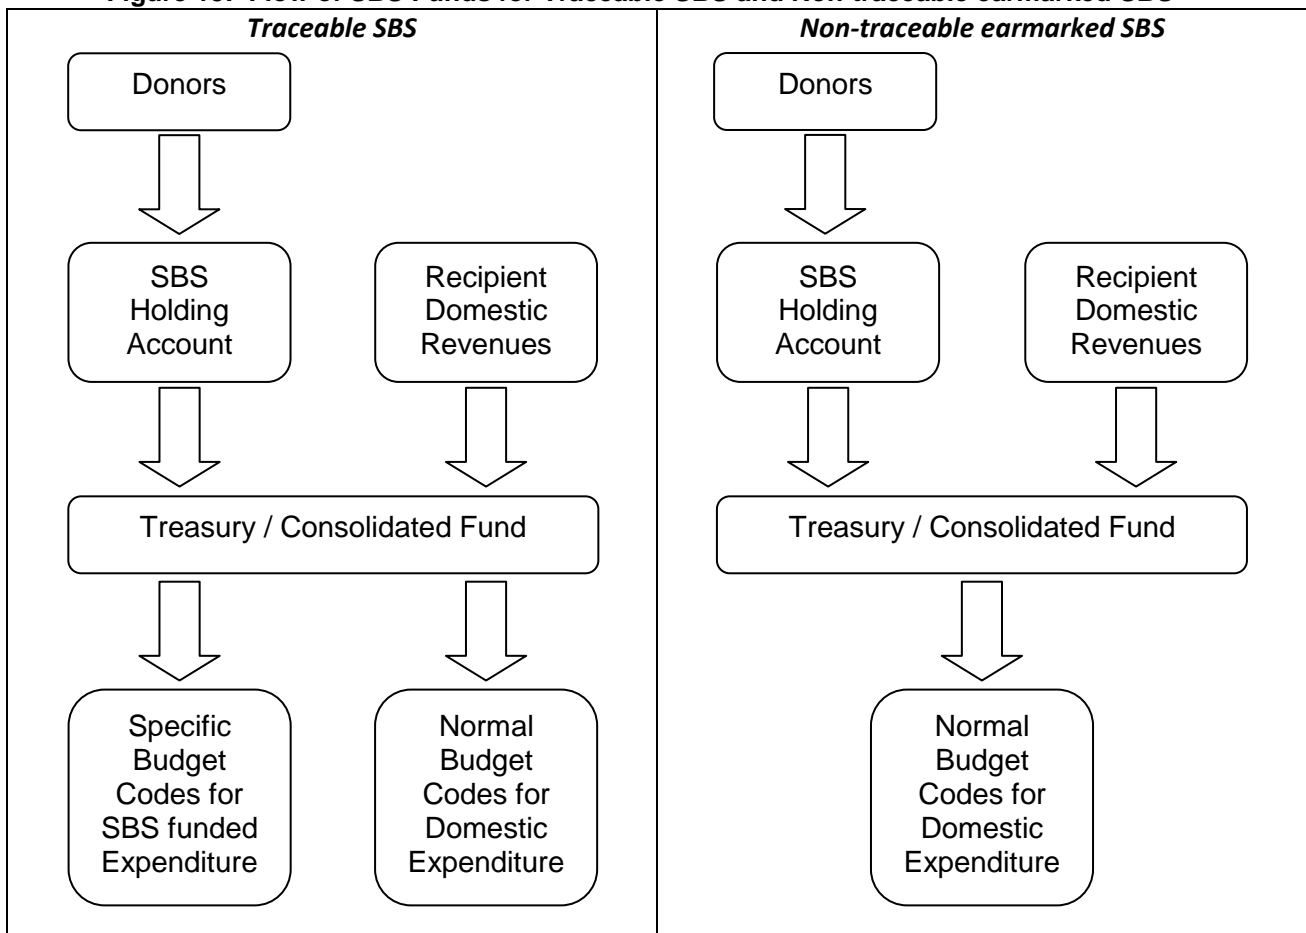 Traceable SBS
Donors
SBS
Holding
Account
Recipient
Domestic
Revenues
Treasury / Consolidated Fund
Specific
Budget
Codes for
SBS funded
Expenditure
Normal
Budget
Codes for
Domestic
Expenditure
Non-traceable earmarked SBS
Donors
SBS
Holding
Account
Recipient
Domestic
Revenues
Treasury / Consolidated Fund
Normal
Budget
Codes for
Domestic
Expenditure